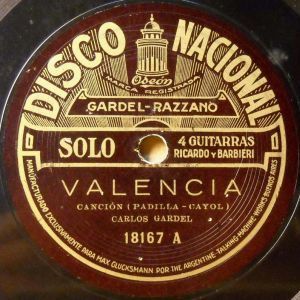 DISCO NACIONAL
Odeón
MARCA REGISTRADA
GARDEL-RAZZANO
SOLO
4 GUITARRAS
RICARDO Y BARBIERI
VALENCIA
CANCIÓN (PADILLA-CAYOL)
CARLOS GARDEL
18167 A
MANUFACTURADO EXCLUSIVAMENTE PARA MAX GLUCKSMANN POR THE ARGENTINE TALKING MACHINE WORKS BUENOS AIRES